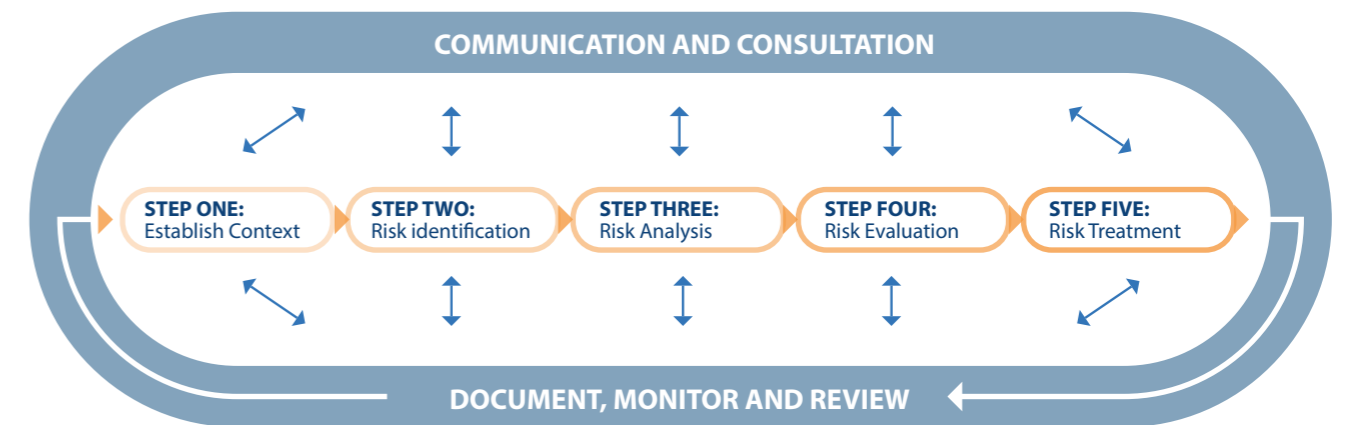 COMMUNICATION AND CONSULTATION
STEP ONE:
Establish Context
STEP TWO:
Risk identification
STEP THREE:
Risk Analysis
STEP FOUR:
Risk Evaluation
STEP FIVE:
Risk Treatment
DOCUMENT, MONITOR AND REVIEW